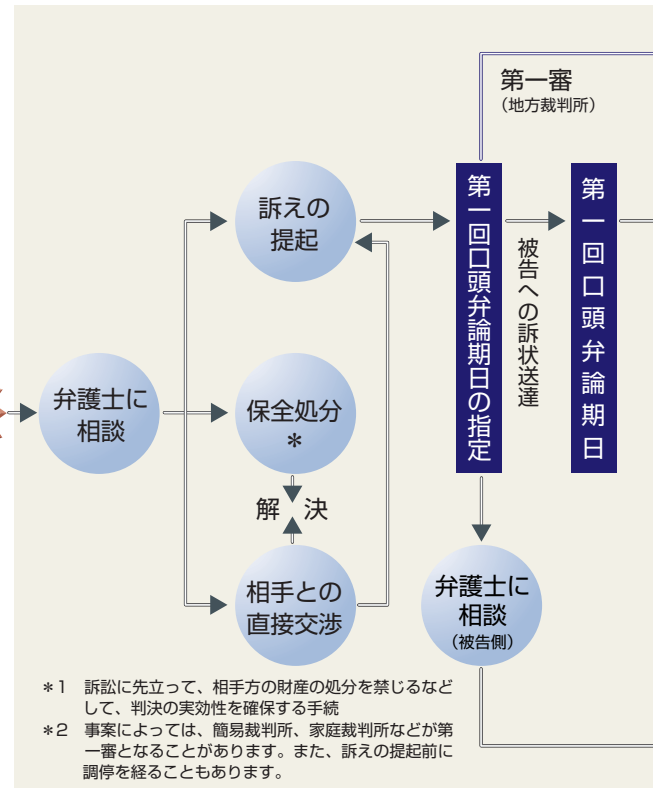 第一審
（地方裁判所）
訴えの
提起
第一回口頭弁論期日の指定
被告への訴状送達
第一回口頭弁論期日
弁護士に
相談
保全処分
＊
解決
相手との
直接交渉
弁護士に
相談
（被告側）
＊1　訴訟に先立って、相手方の財産の処分を禁じるなど
して、判決の実効性を確保する手続
＊2　事案によっては、簡易裁判所、家庭裁判所などが第
一審となることがあります。また、訴えの提起前に
調停を経ることもあります。